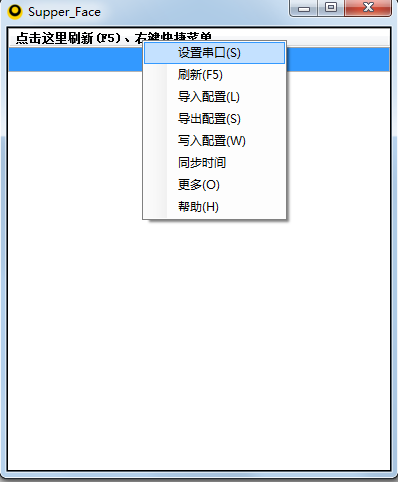 Supper_Face
点击这里刷新(F5)、右键快捷菜单
设置串口(S)
刷新(F5)
导入配置(L)
导出配置(S)
写入配置(W)
同步时间
更多(O)
帮助(H)